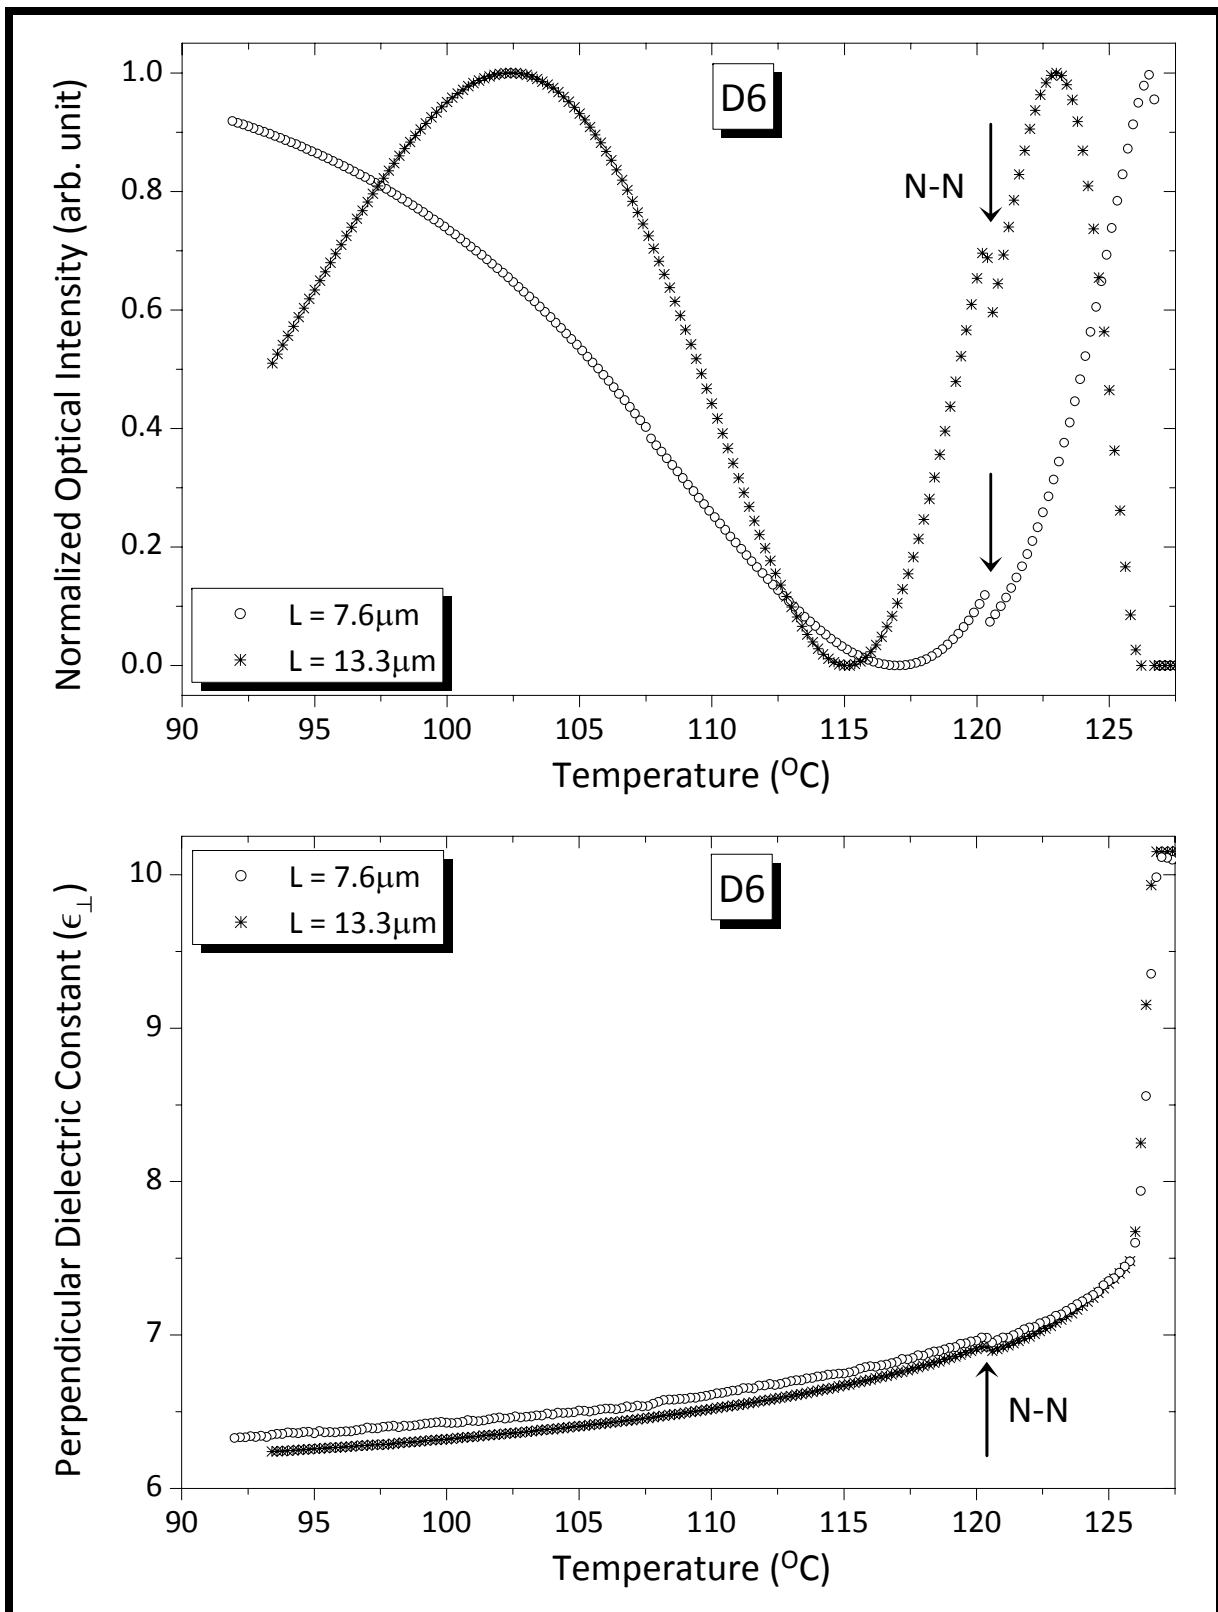 Normalized Optical Intensity (arb. unit)
1.0
0.8
0.6
0.4
0.2
0.0
D6
N-N
L = 7.6μm
L = 13.3μm
90 95 100 105 110 115 120 125
Temperature (ᴼC)
Perpendicular Dielectric Constant (ϵ⊥)
10
9
8
7
6
L = 7.6μm
L = 13.3μm
D6
N-N
90 95 100 105 110 115 120 125
Temperature (ᴼC)